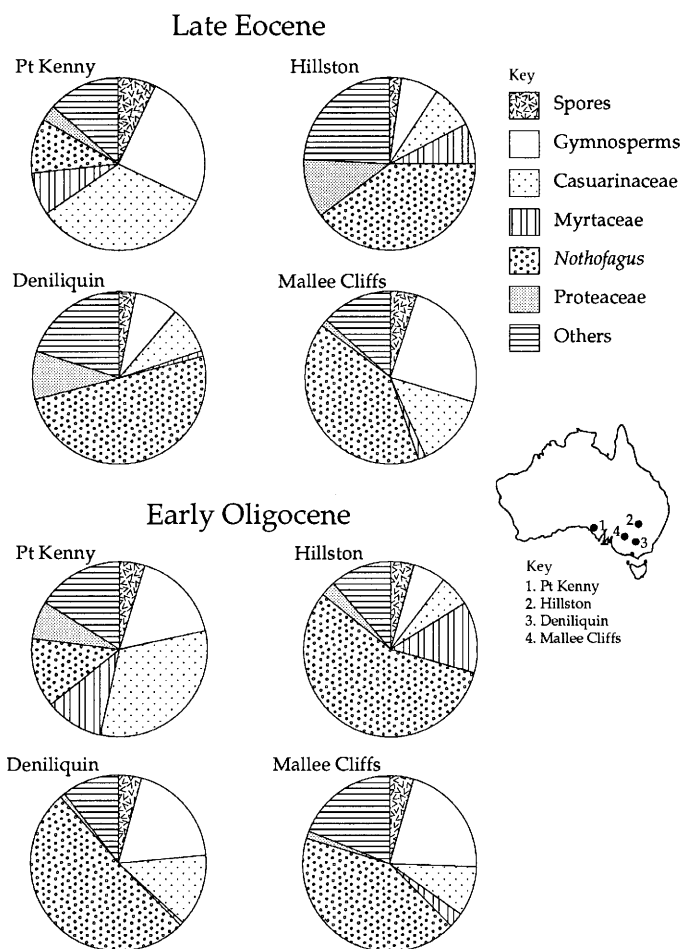 Late Eocene
Pt Kenny
Hillston
Deniliquin
Mallee Cliffs
Key
Spores
Gymnosperms
Casuarinaceae
Myrtaceae
Nothofagus
Proteaceae
Others
Early Oligocene
Pt Kenny
Hillston
Deniliquin
Mallee Cliffs
1
2
4
3
Key
1. Pt Kenny
2. Hillston
3. Deniliquin
4. Mallee Cliffs